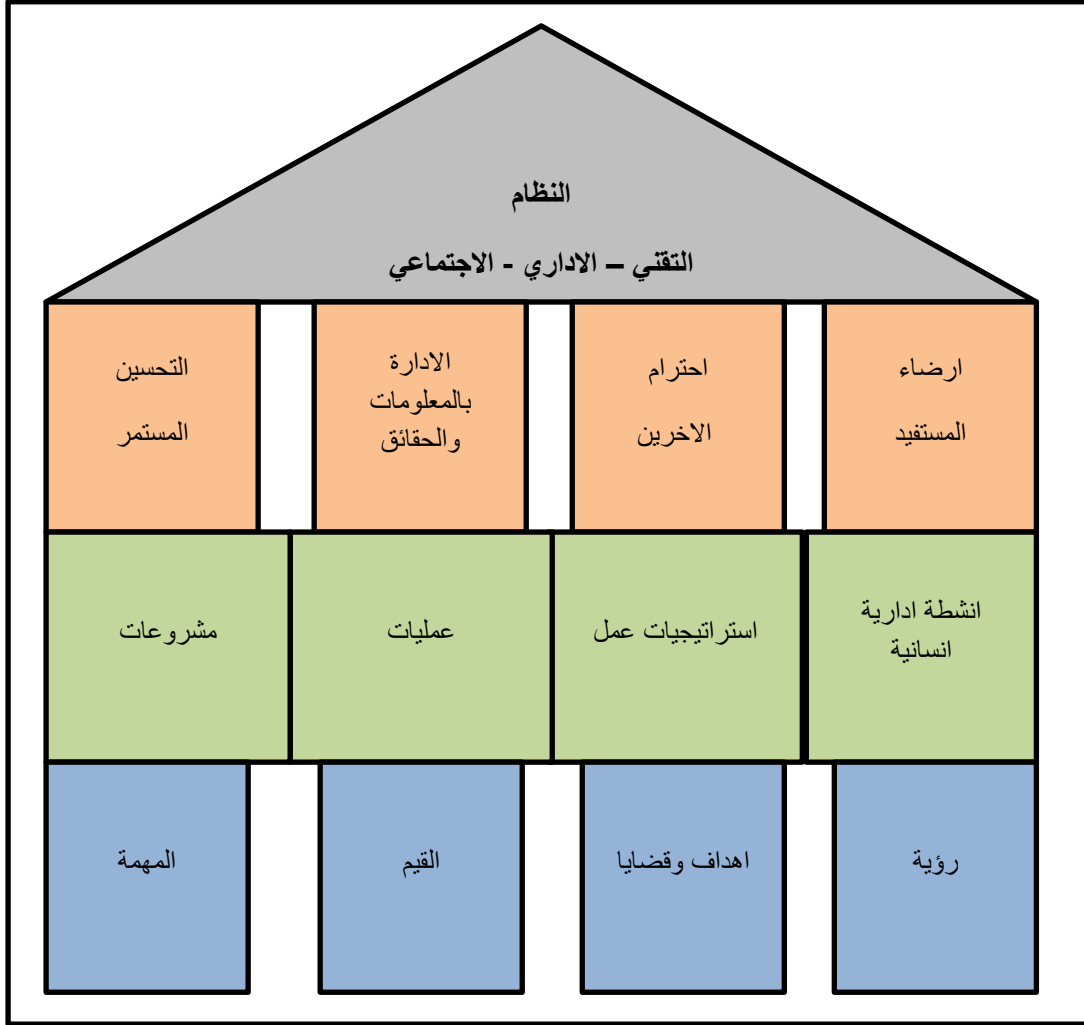 النظام
التقني – الاداري - الاجتماعي
ارضاء
المستفيد
احترام
الاخرين
الادارة
بالمعلومات
والحقائق
التحسين
المستمر
انشطة ادارية
انسانية
استراتيجيات عمل
عمليات
مشروعات
رؤية
اهداف وقضايا
القيم
المهمة